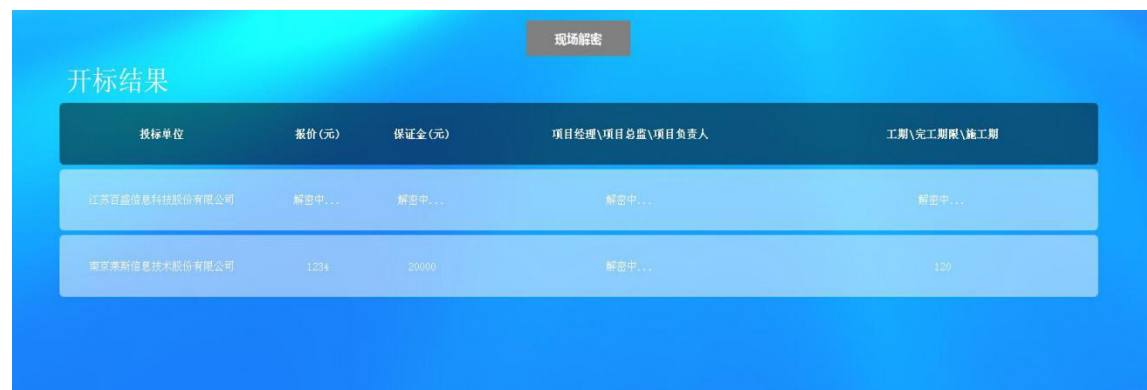 现场解密
开标结果
投标单位 报价(元) 保证金(元) 项目经理\项目总监\项目负责人 工期\完工期限\施工期
江苏百盛信息科技股份有限公司 解密中... 解密中... 解密中... 解密中...
南京莱斯信息技术股份有限公司 1234 20000 解密中... 120